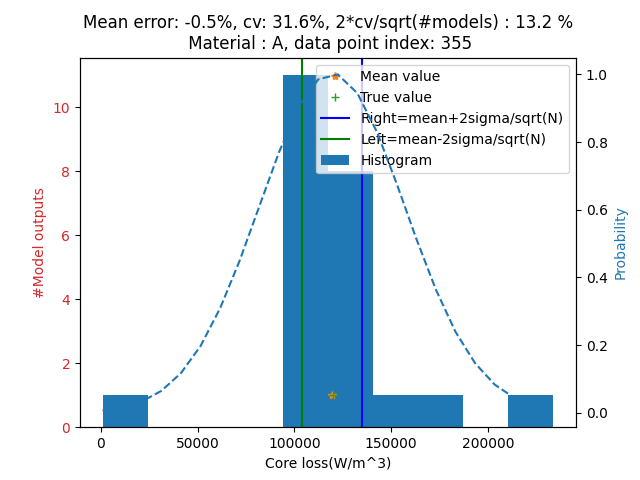 Mean error: -0.5%, cv: 31.6%, 2*cv/sqrt(#models) : 13.2 %
Material : A, data point index: 355
Mean value
True value
Right=mean+2sigma/sqrt(N)
Left=mean-2sigma/sqrt(N)
Histogram
#Model outputs
10
8
6
4
2
0
1.0
0.8
0.6
0.4
0.2
0.0
Probability
0
50000
100000
150000
200000
Core loss(W/m^3)